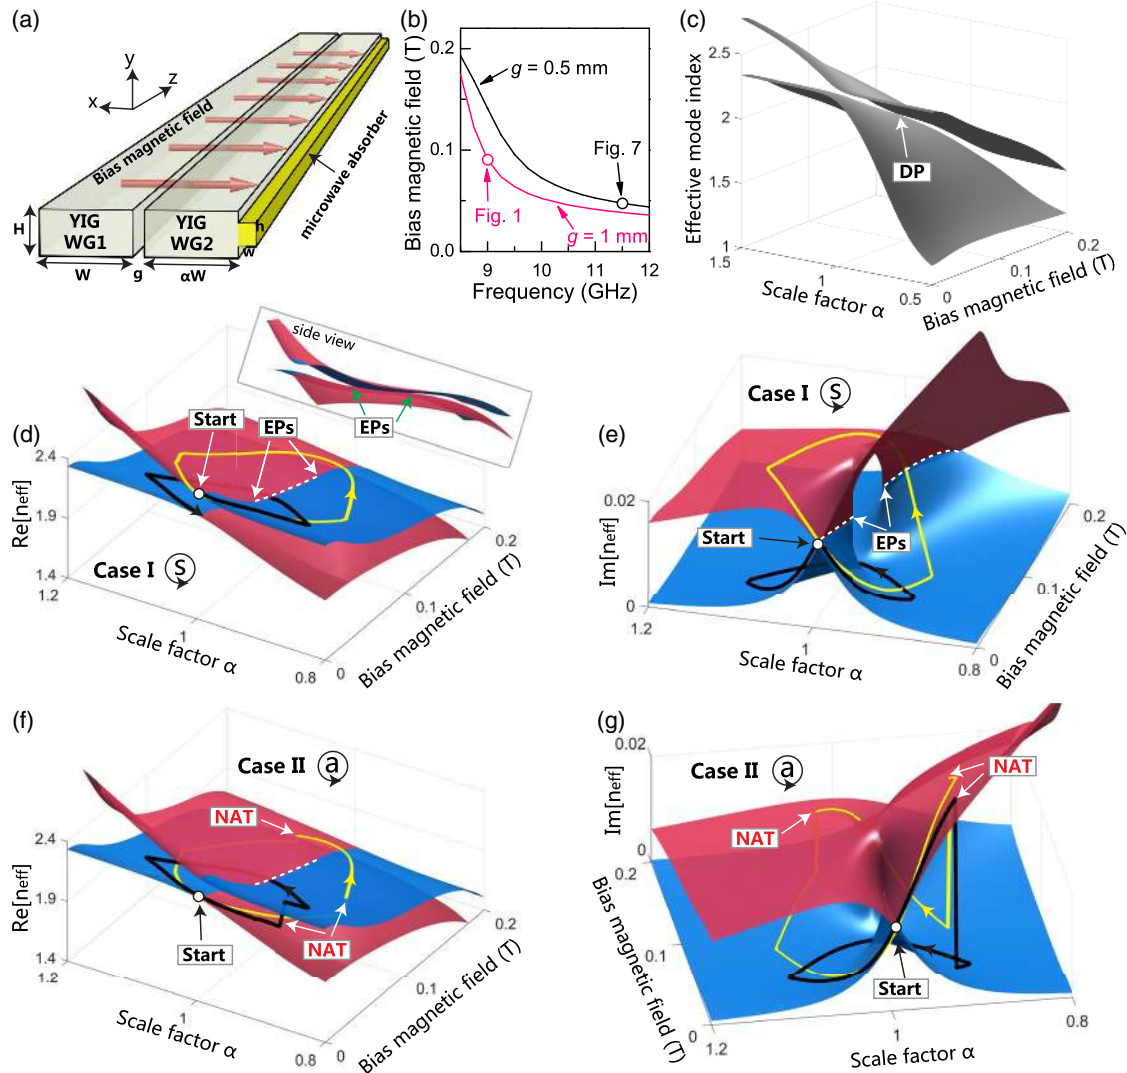 (a)
y
z
x
Bias magnetic field
microwave absorber
H
YIG
WG1
YIG
WG2
h
w
W
g
αW
(b)
Bias magnetic field (T)
0.2
0.1
0.0
g = 0.5 mm
Fig. 7
Fig. 1
g = 1 mm
9
10
11
12
Frequency (GHz)
(c)
Effective mode index
2.5
2
1.5
1
DP
1.5
1
0.5
Scale factor α
0
0.1
0.2
Bias magnetic field (T)
(d)
side view
EPs
Start
EPs
Re[neff]
2.4
1.9
1.4
Case I
S
1.2
1
0.8
Scale factor α
0
0.1
0.2
Bias magnetic field (T)
(e)
Case I
S
Im[neff]
0.02
0
Start
EPs
1.2
1
0.8
Scale factor α
0
0.1
0.2
Bias magnetic field (T)
(f)
Case II
a
NAT
Re[neff]
2.4
1.9
1.4
Start
NAT
1.2
1
0.8
Scale factor α
0
0.1
0.2
Bias magnetic field (T)
(g)
Case II
a
NAT
NAT
Im[neff]
0.02
0
0.2
0.1
0
Bias magnetic field (T)
Start
1.2
1
0.8
Scale factor α